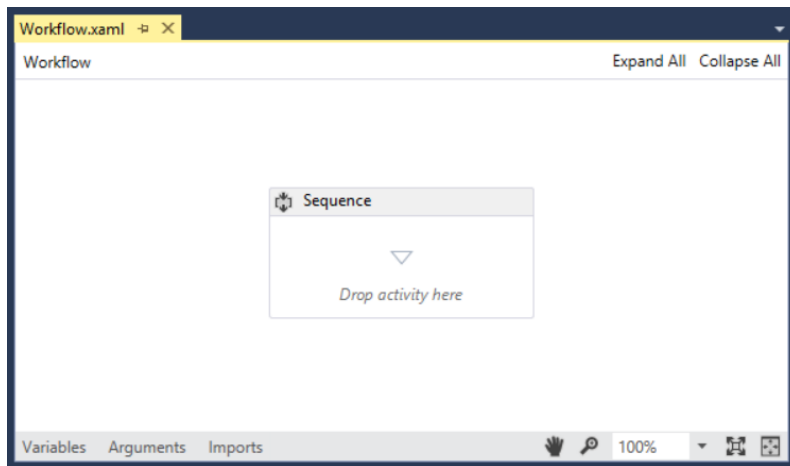 Workflow.xaml
Workflow Expand All Collapse All
Sequence
Drop activity here
Variables Arguments Imports 100%